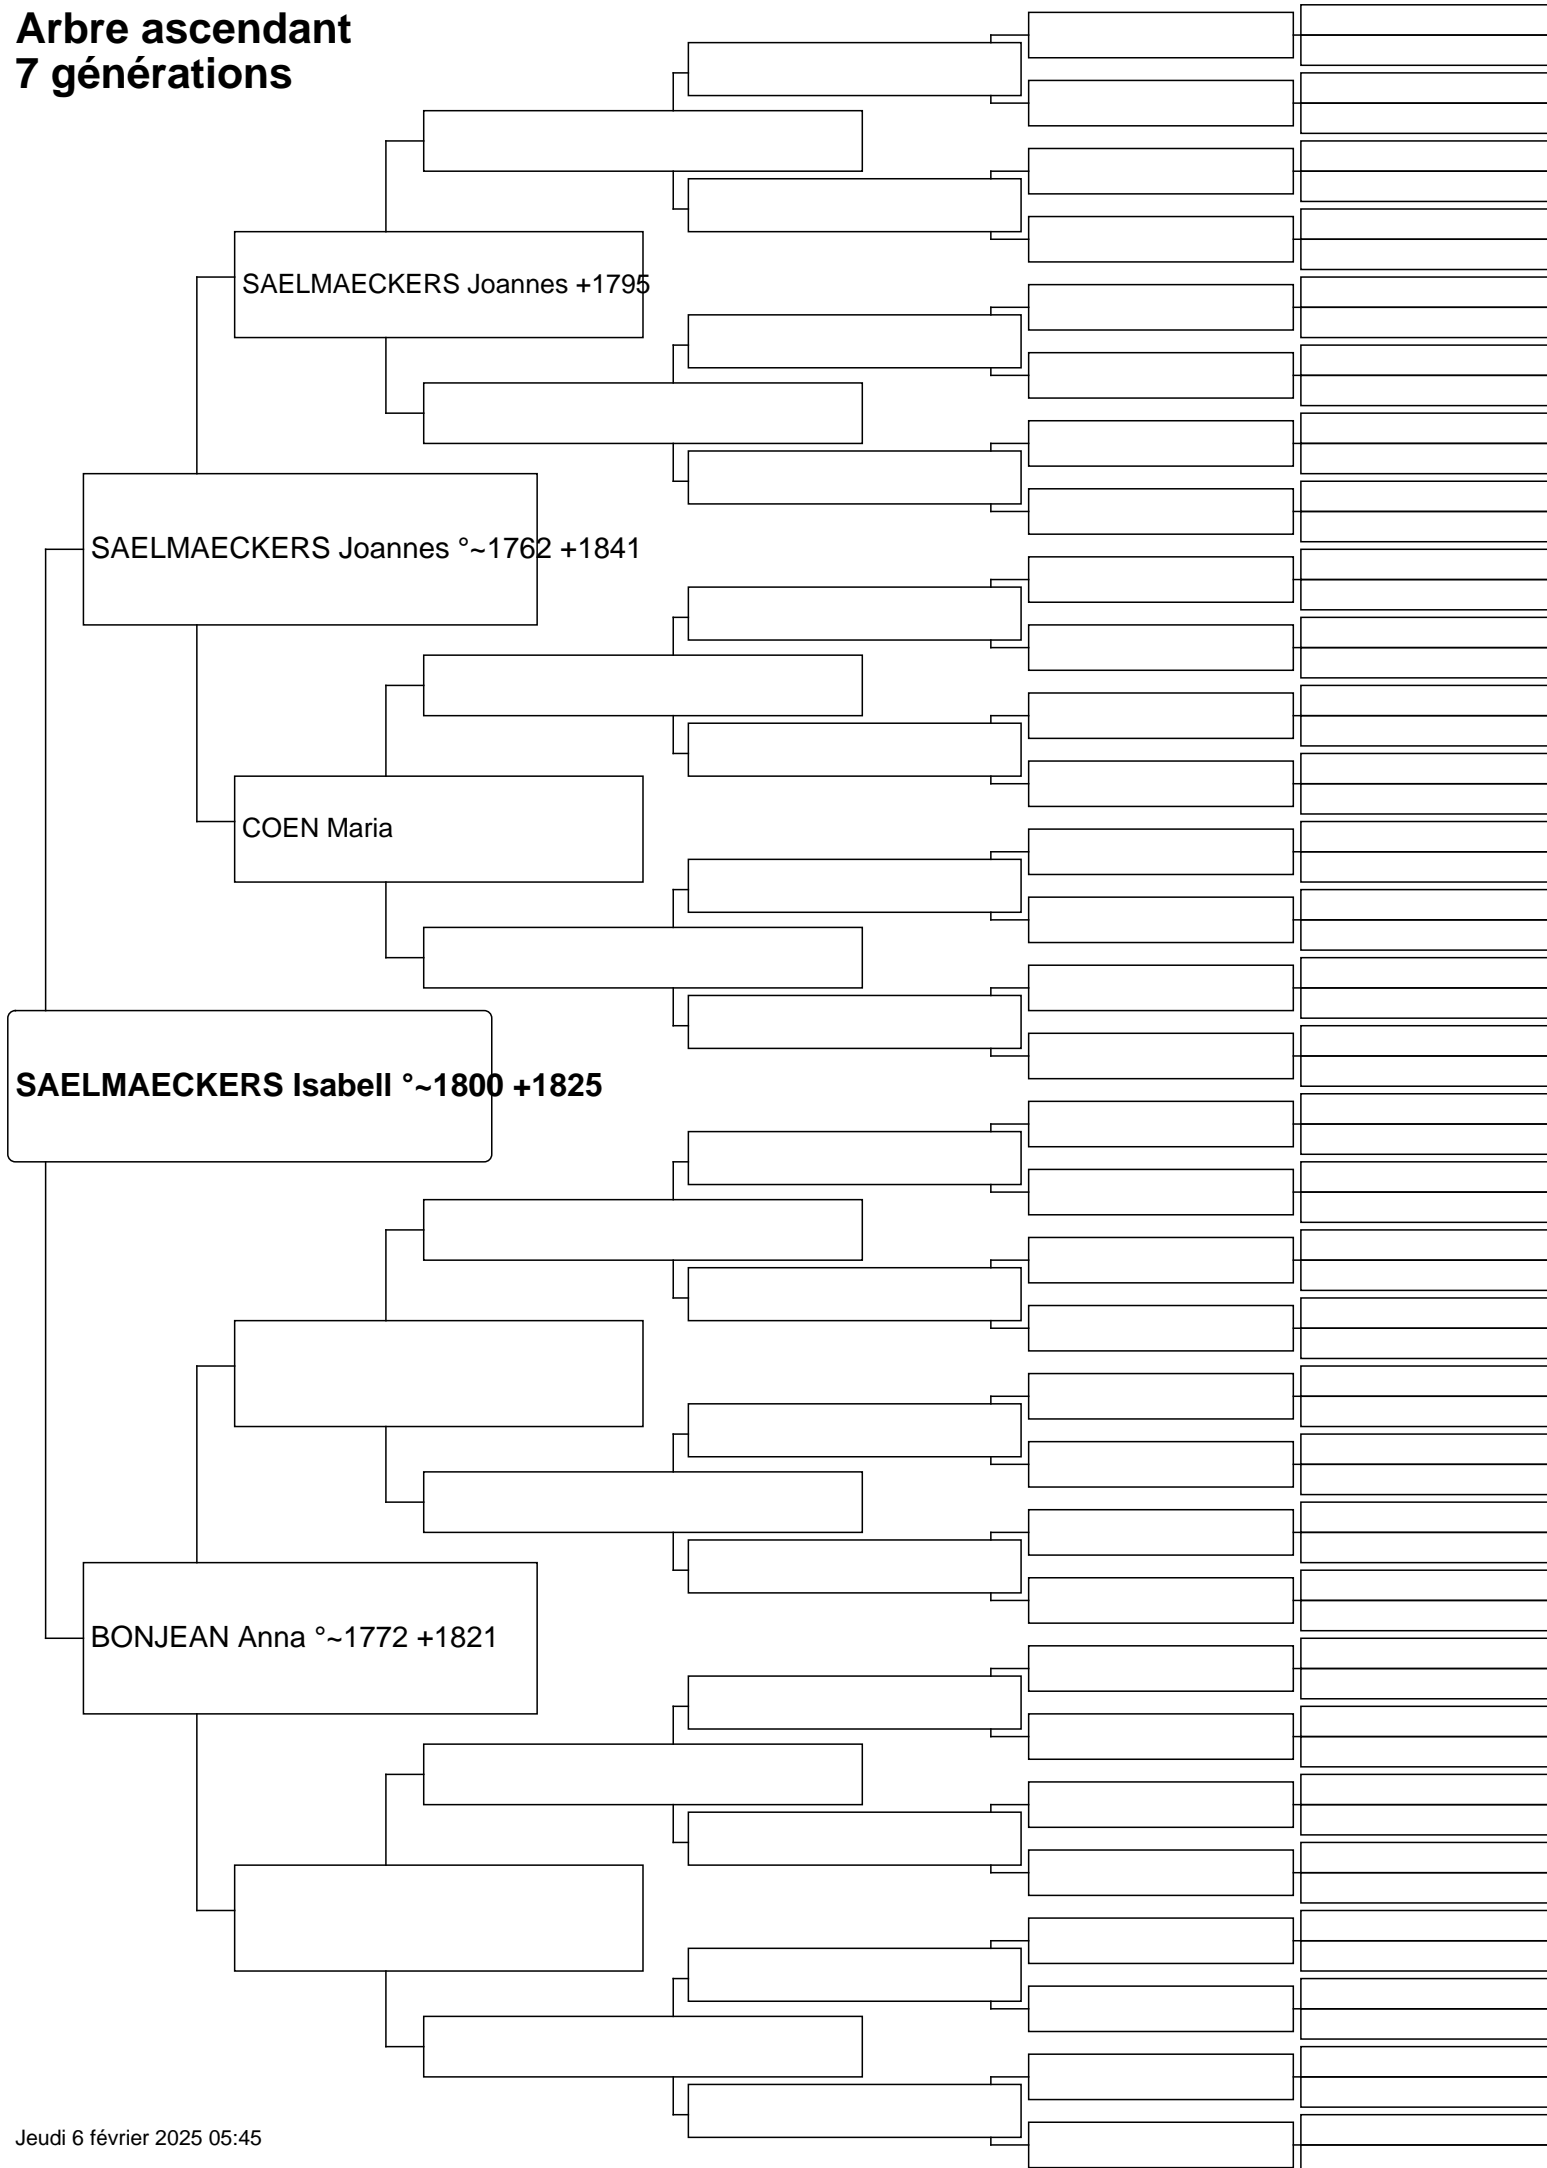 Arbre ascendant
7 générations
SAELMAECKERS Joannes +1795
SAELMAECKERS Joannes °~1762 +1841
COEN Maria
SAELMAECKERS Isabell °~1800 +1825
BONJEAN Anna °~1772 +1821
Jeudi 6 février 2025 05:45